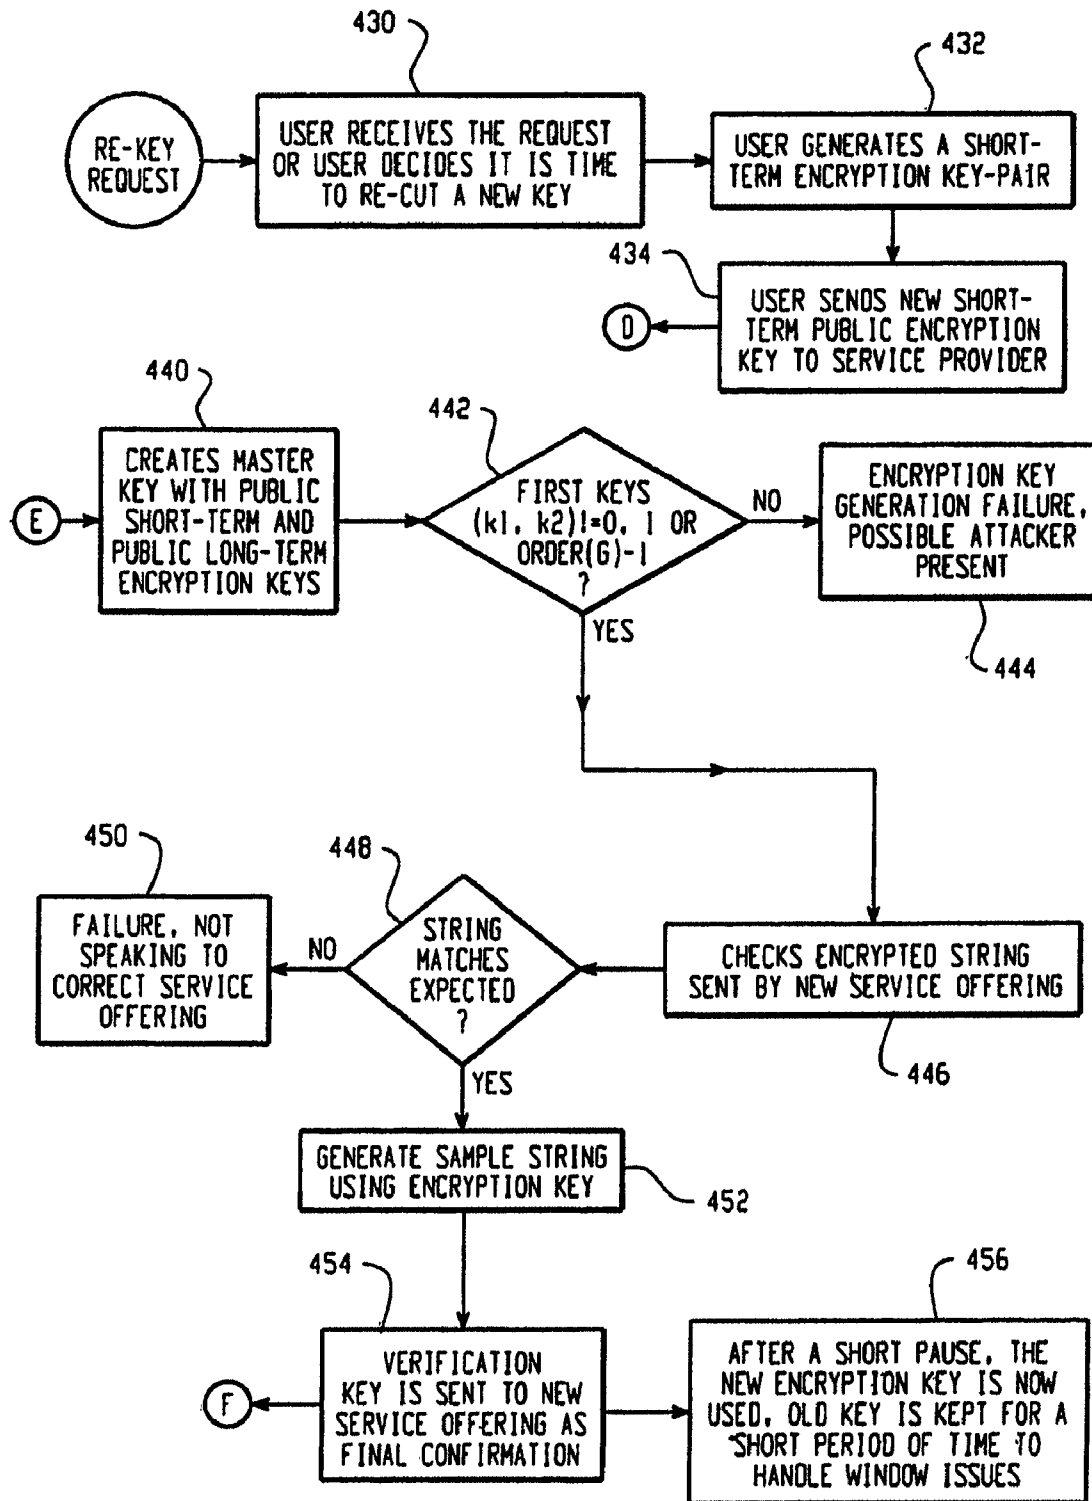 430
432
RE-KEY
REQUEST
USER RECEIVES THE REQUEST
OR USER DECIDES IT IS TIME
TO RE-CUT A NEW KEY
USER GENERATES A SHORT-
TERM ENCRYPTION KEY-PAIR
434
USER SENDS NEW SHORT-
TERM PUBLIC ENCRYPTION
KEY TO SERVICE PROVIDER
D
440
442
E
CREATES MASTER
KEY WITH PUBLIC
SHORT-TERM AND
PUBLIC LONG-TERM
ENCRYPTION KEYS
FIRST KEYS
(k1, k2)!=0, 1 OR
ORDER(G)-1
?
NO
YES
ENCRYPTION KEY
GENERATION FAILURE,
POSSIBLE ATTACKER
PRESENT
444
450
448
FAILURE, NOT
SPEAKING TO
CORRECT SERVICE
OFFERING
NO
STRING
MATCHES
EXPECTED
?
YES
CHECKS ENCRYPTED STRING
SENT BY NEW SERVICE OFFERING
446
GENERATE SAMPLE STRING
USING ENCRYPTION KEY
452
454
456
F
VERIFICATION
KEY IS SENT TO NEW
SERVICE OFFERING AS
FINAL CONFIRMATION
AFTER A SHORT PAUSE, THE
NEW ENCRYPTION KEY IS NOW
USED, OLD KEY IS KEPT FOR A
SHORT PERIOD OF TIME TO
HANDLE WINDOW ISSUES